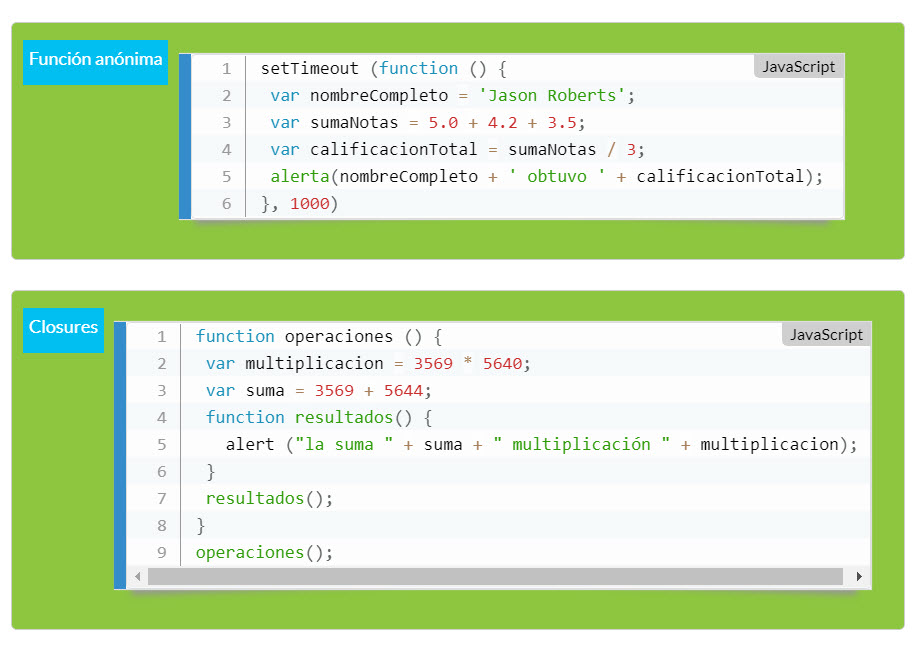 Función anónima
JavaScript
1 setTimeout (function () {
2 var nombreCompleto = 'Jason Roberts';
3 var sumaNotas = 5.0 + 4.2 + 3.5;
4 var calificacionTotal = sumaNotas / 3;
5 alerta(nombreCompleto + ' obtuvo ' + calificacionTotal);
6 }, 1000)
Closures
JavaScript
1 function operaciones () {
2 var multiplicacion = 3569 * 5640;
3 var suma = 3569 + 5644;
4 function resultados() {
5 alert ("la suma " + suma + " multiplicación " + multiplicacion);
6 }
7 resultados();
8 }
9 operaciones();